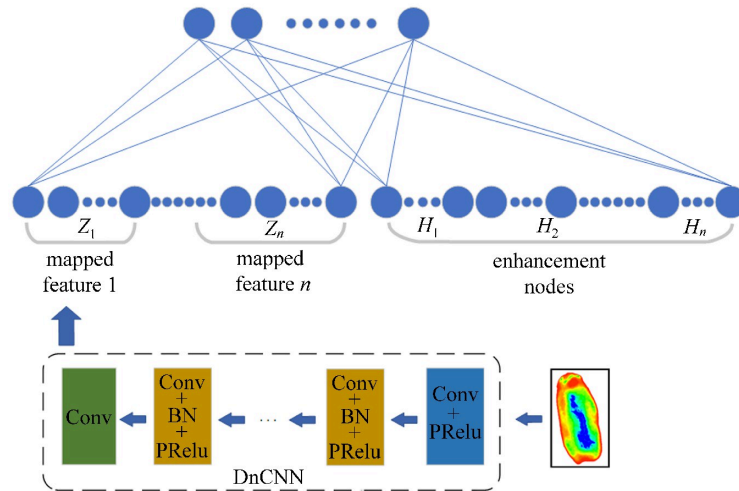 Z1 Zn H1 H2 Hn
mapped feature 1
mapped feature n
enhancement nodes
Conv
Conv + BN + PRelu
...
Conv + BN + PRelu
Conv + PRelu
DnCNN